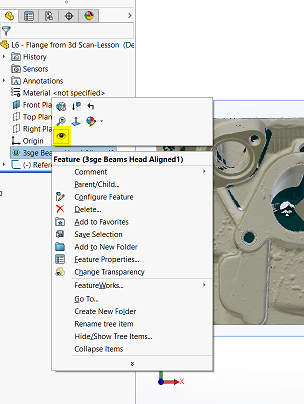 L6 - Flange from 3d Scan-Lesson (De
History
Sensors
Annotations
Material <not specified>
Front Pla
Top Plan
Right Pla
Origin
3sge Bea
(-) Refere
Feature (3sge Beams Head Aligned1)
Comment
Parent/Child...
Configure Feature
Delete...
Add to Favorites
Save Selection
Add to New Folder
Feature Properties...
Change Transparency
FeatureWorks...
Go To...
Create New Folder
Rename tree item
Hide/Show Tree Items...
Collapse Items
X